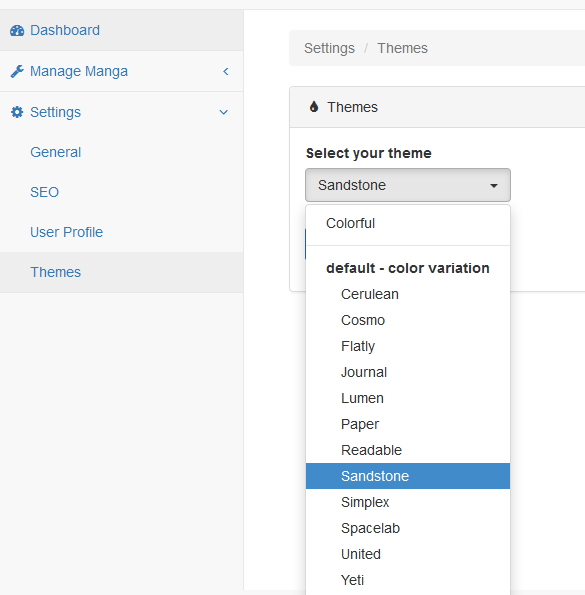 Dashboard
Manage Manga
Settings
General
SEO
User Profile
Themes
Settings / Themes
Themes
Select your theme
Sandstone
Colorful
default - color variation
Cerulean
Cosmo
Flatly
Journal
Lumen
Paper
Readable
Sandstone
Simplex
Spacelab
United
Yeti